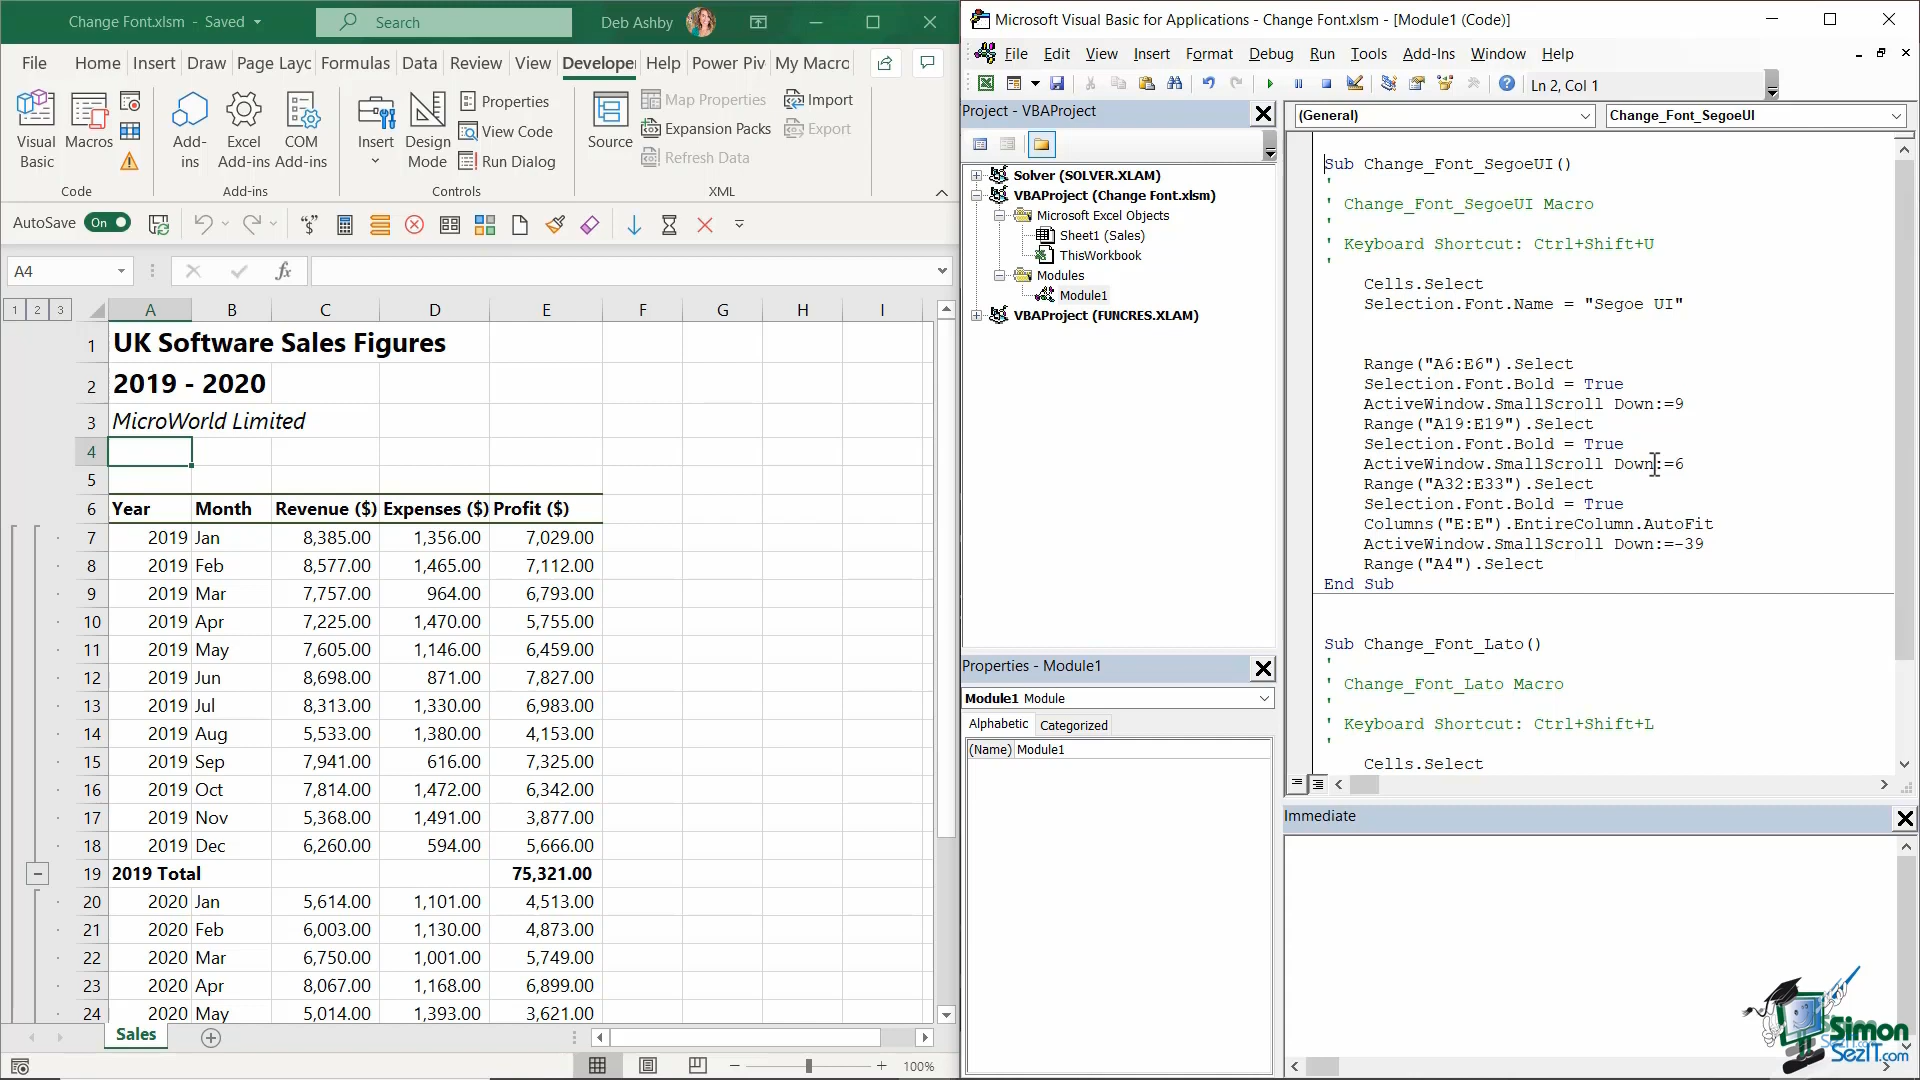 Change Font.xlsm - Saved
Search
Deb Ashby
File Home Insert Draw Page Layc Formulas Data Review View Develope Help Power Piv My Macro
Visual Basic
Macros
Code
Add-ins
Excel Add-ins
COM Add-ins
Add-ins
Insert
Design Mode
Properties
View Code
Run Dialog
Controls
Source
Map Properties
Expansion Packs
Refresh Data
Import
Export
XML
AutoSave On
A4
fx
1 2 3
A B C D E F G H I
1 UK Software Sales Figures
2 2019 - 2020
3 MicroWorld Limited
4
5
6 Year Month Revenue ($) Expenses ($) Profit ($)
7 2019 Jan 8,385.00 1,356.00 7,029.00
8 2019 Feb 8,577.00 1,465.00 7,112.00
9 2019 Mar 7,757.00 964.00 6,793.00
10 2019 Apr 7,225.00 1,470.00 5,755.00
11 2019 May 7,605.00 1,146.00 6,459.00
12 2019 Jun 8,698.00 871.00 7,827.00
13 2019 Jul 8,313.00 1,330.00 6,983.00
14 2019 Aug 5,533.00 1,380.00 4,153.00
15 2019 Sep 7,941.00 616.00 7,325.00
16 2019 Oct 7,814.00 1,472.00 6,342.00
17 2019 Nov 5,368.00 1,491.00 3,877.00
18 2019 Dec 6,260.00 594.00 5,666.00
19 2019 Total 75,321.00
20 2020 Jan 5,614.00 1,101.00 4,513.00
21 2020 Feb 6,003.00 1,130.00 4,873.00
22 2020 Mar 6,750.00 1,001.00 5,749.00
23 2020 Apr 8,067.00 1,168.00 6,899.00
24 2020 May 5,014.00 1,393.00 3,621.00
Sales
100%
Microsoft Visual Basic for Applications - Change Font.xlsm - [Module1 (Code)]
File Edit View Insert Format Debug Run Tools Add-Ins Window Help
Ln 2, Col 1
Project - VBAProject
Solver (SOLVER.XLAM)
VBAProject (Change Font.xlsm)
Microsoft Excel Objects
Sheet1 (Sales)
ThisWorkbook
Modules
Module1
VBAProject (FUNCRES.XLAM)
Properties - Module1
Module1 Module
Alphabetic Categorized
(Name) Module1
(General) Change_Font_SegoeUI
Sub Change_Font_SegoeUI()
'
' Change_Font_SegoeUI Macro
'
' Keyboard Shortcut: Ctrl+Shift+U
'
Cells.Select
Selection.Font.Name = "Segoe UI"
Range("A6:E6").Select
Selection.Font.Bold = True
ActiveWindow.SmallScroll Down:=9
Range("A19:E19").Select
Selection.Font.Bold = True
ActiveWindow.SmallScroll Down:=6
Range("A32:E33").Select
Selection.Font.Bold = True
Columns("E:E").EntireColumn.AutoFit
ActiveWindow.SmallScroll Down:=-39
Range("A4").Select
End Sub
Sub Change_Font_Lato()
'
' Change_Font_Lato Macro
'
' Keyboard Shortcut: Ctrl+Shift+L
'
Cells.Select
Immediate
Simon
SezIT.com